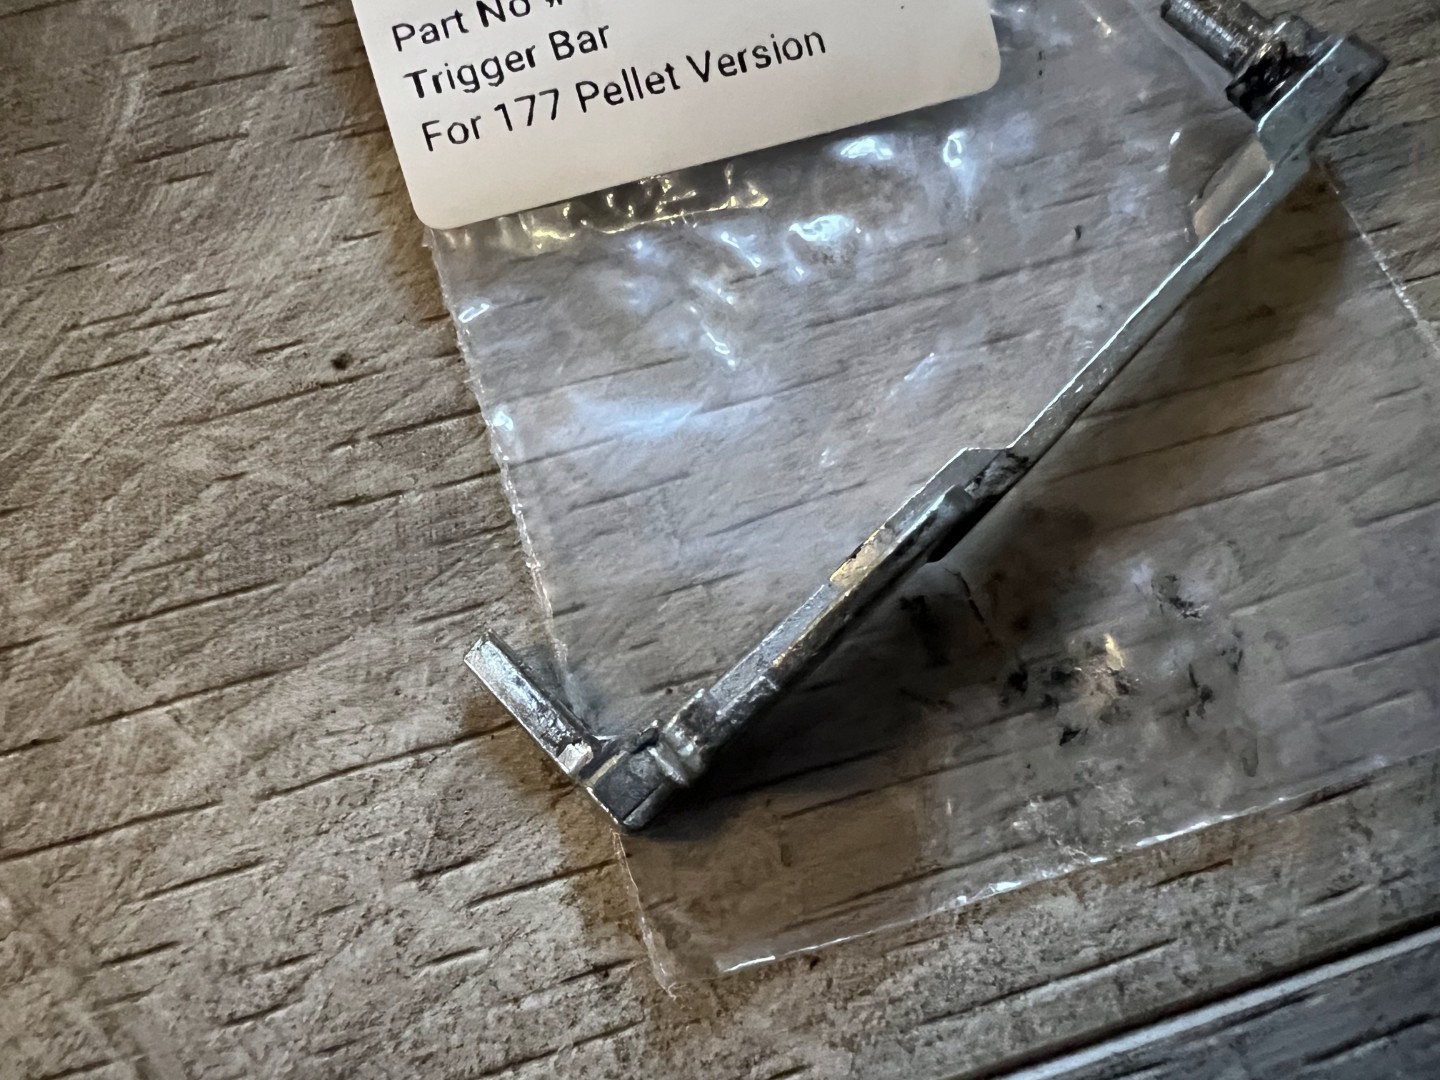 Part No #
Trigger Bar
For 177 Pellet Version